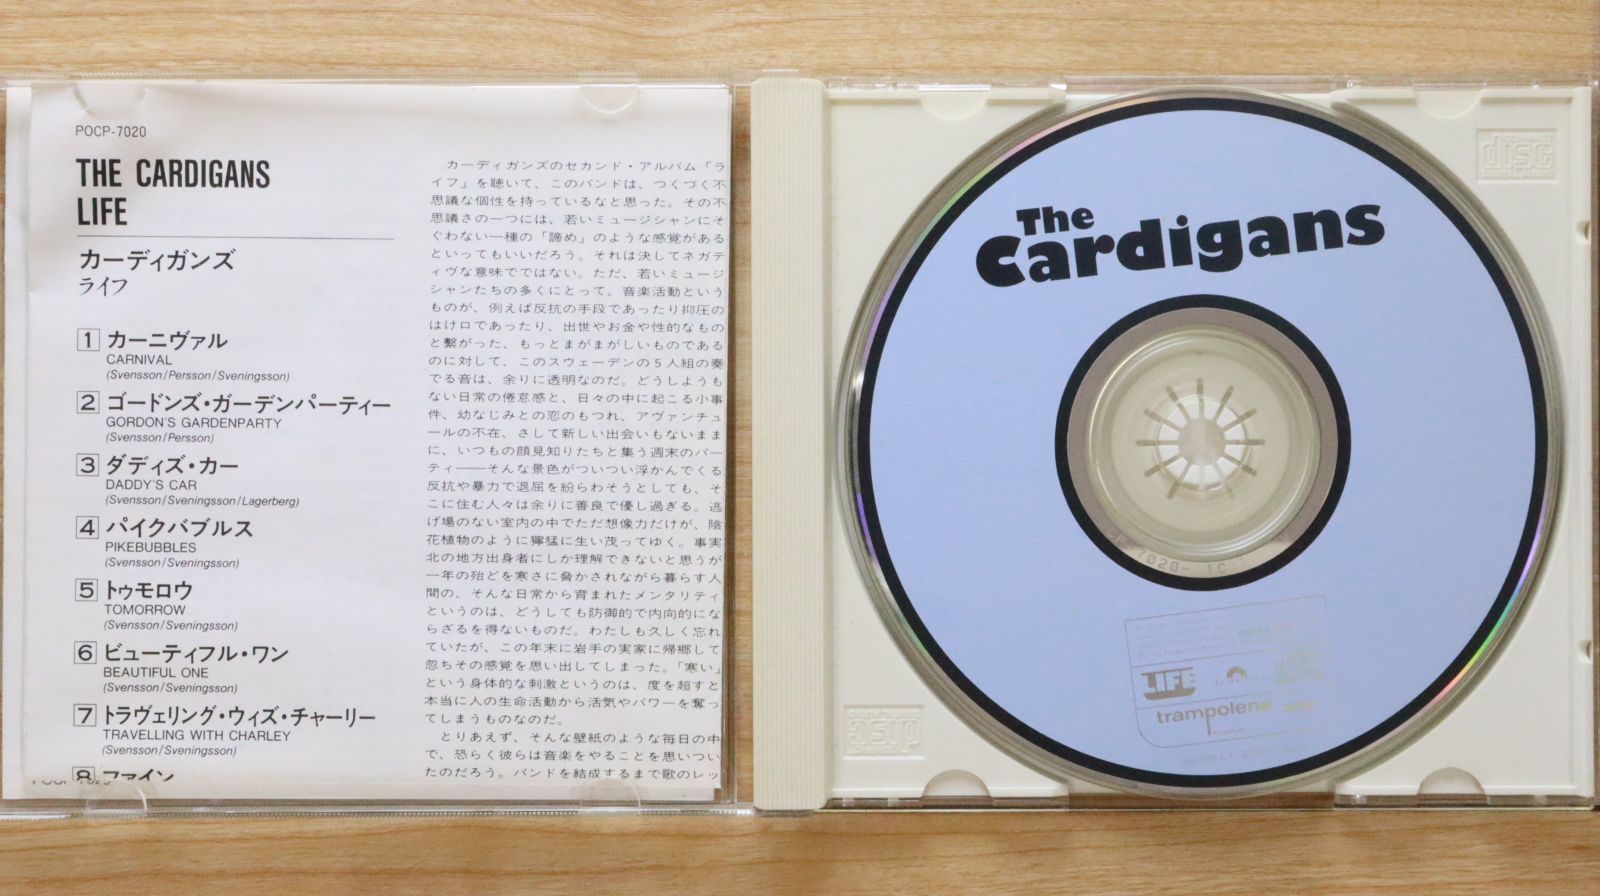 POCP-7020
THE CARDIGANS
LIFE
カーディガンズ
ライフ
1 カーニヴァル
CARNIVAL
(Svensson/Persson/Sveningsson)
2 ゴードンズ・ガーデンパーティー
GORDON'S GARDENPARTY
(Svensson/Persson)
3 ダディズ・カー
DADDY'S CAR
(Svensson/Sveningsson/Lagerberg)
4 パイクバブルス
PIKEBUBBLES
(Svensson/Sveningsson)
5 トゥモロウ
TOMORROW
(Svensson/Sveningsson)
6 ビューティフル・ワン
BEAUTIFUL ONE
(Svensson/Sveningsson)
7 トラヴェリング・ウィズ・チャーリー
TRAVELLING WITH CHARLEY
(Svensson/Sveningsson)
8 ファイン
カーディガンズのセカンド・アルバム『ラ
イフ』を聴いて、このバンドは、つくづく不
思議な個性を持っているなと思った。その不
思議さの一つには、若いミュージシャンにそ
ぐわない一種の「諦め」のような感覚がある
といってもいいだろう。それは決してネガテ
ィヴな意味でではない。ただ、若いミュージ
シャンたちの多くにとって、音楽活動という
ものが、例えば反抗の手段であったり抑圧の
はけ口であったり、出世やお金や性的なもの
と繋がった、もっとまがまがしいものである
のに対して、このスウェーデンの5人組の奏
でる音は、余りに透明なのだ。どうしようも
ない日常の倦怠感と、日々の中に起こる小事
件、幼なじみとの恋のもつれ、アヴァンチュ
ールの不在、さして新しい出会いもないまま
に、いつもの顔見知りたちと集う週末のパー
ティ——そんな景色がついつい浮かんでくる
反抗や暴力で退屈を紛らわそうとしても、そ
こに住む人々は余りに善良で優し過ぎる。逃
げ場のない室内の中でただ想像力だけが、陰
花植物のように獰猛に生い茂ってゆく。事実
北の地方出身者にしか理解できないと思うが
一年の殆どを寒さに脅かされながら暮らす人
間の、そんな日常から育まれたメンタリティ
というのは、どうしても防御的で内向的にな
らざるを得ないものだ。わたしも久しく忘れ
ていたが、この年末に岩手の実家に帰郷して
忽ちその感覚を思い出してしまった。「寒い」
という身体的な刺激というのは、度を超すと
本当に人の生命活動から活気やパワーを奪っ
てしまうものなのだ。
とりあえず、そんな壁紙のような毎日の中
で、恐らく彼らは音楽をやることを思いつい
たのだろう。バンドを結成するまで歌のレッ
The
Cardigans
LIFE
trampolene
COMPACT
disc
DIGITAL AUDIO